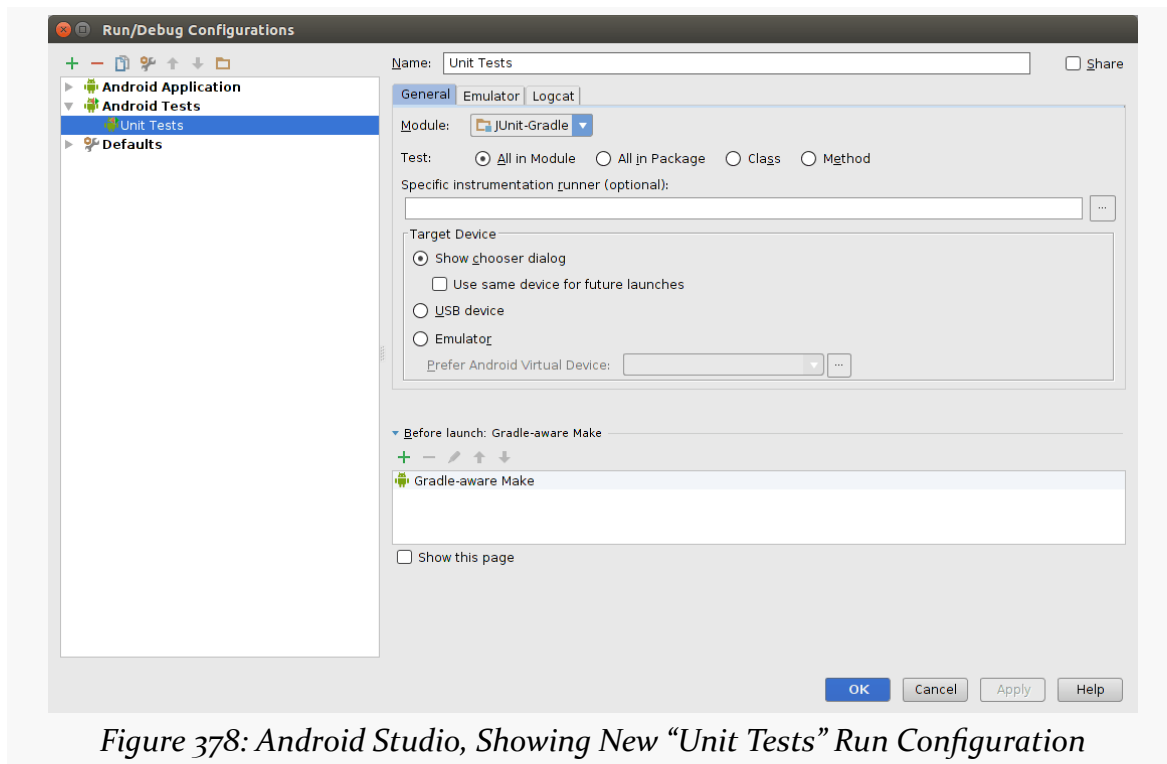 Run/Debug Configurations
Name: Unit Tests
Share
Android Application
Android Tests
Unit Tests
Defaults
General Emulator Logcat
Module: JUnit-Gradle
Test: All in Module All in Package Class Method
Specific instrumentation runner (optional):
...
Target Device
Show chooser dialog
Use same device for future launches
USB device
Emulator
Prefer Android Virtual Device: ...
Before launch: Gradle-aware Make
Gradle-aware Make
Show this page
OK Cancel Apply Help
Figure 378: Android Studio, Showing New “Unit Tests” Run Configuration